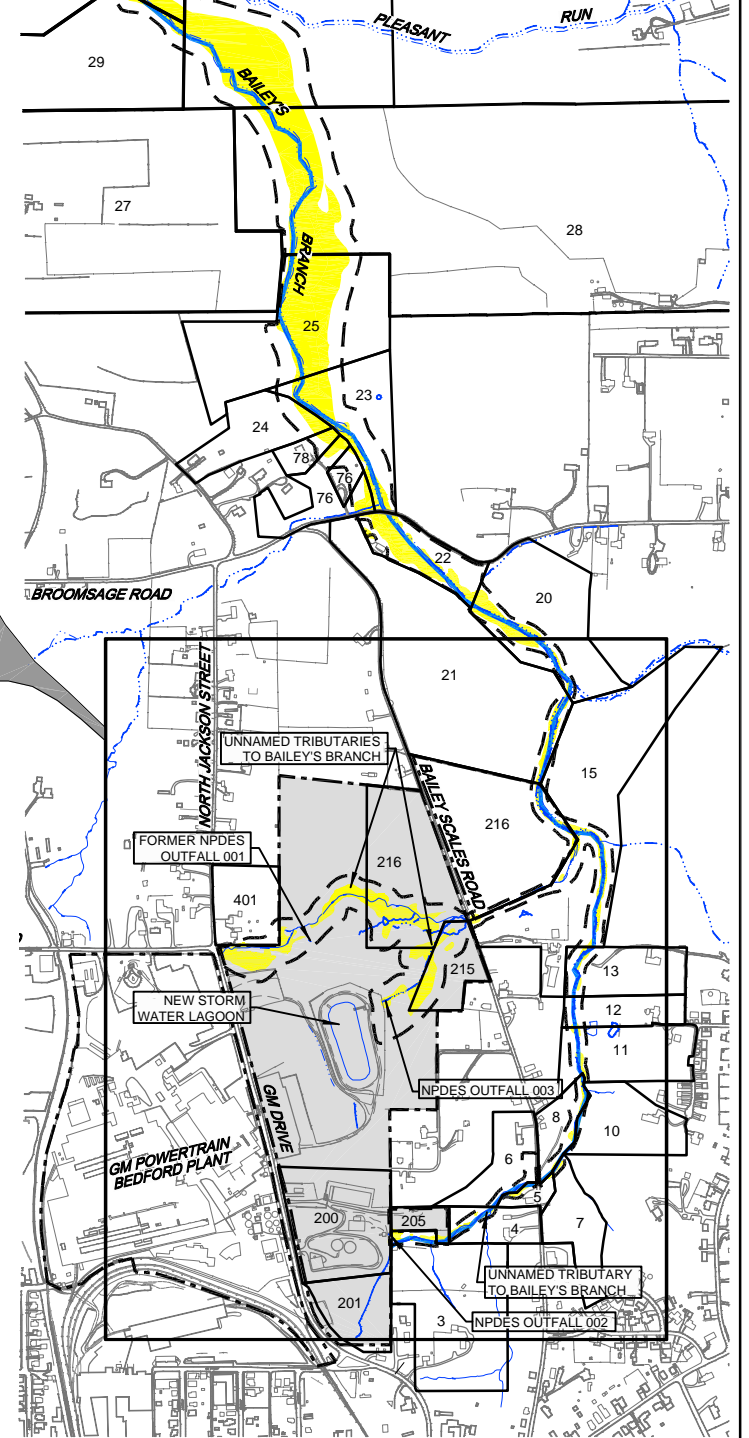 PLEASANT
RUN
29
BAILEY'S
27
28
BRANCH
25
23
24
78
76
76
22
20
BROOMSAGE ROAD
21
NORTH JACKSON STREET
UNNAMED TRIBUTARIES
TO BAILEY'S BRANCH
15
BAILEY SCALES ROAD
216
FORMER NPDES
OUTFALL 001
216
401
215
13
NEW STORM
WATER LAGOON
12
11
NPDES OUTFALL 003
GM DRIVE
8
10
GM POWERTRAIN
BEDFORD PLANT
6
5
200
205
4
7
UNNAMED TRIBUTARY
TO BAILEY'S BRANCH
201
3
NPDES OUTFALL 002